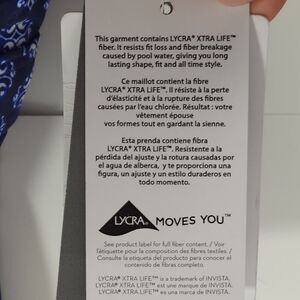 This garment contains LYCRA® XTRA LIFE™
fiber. It resists fit loss and fiber breakage
caused by pool water, giving you long
lasting shape, fit and all time style.
Ce maillot contient la fibre
LYCRA® XTRA LIFE™. Il résiste à la perte
d'élasticité et à la rupture des fibres
causées par l'eau chlorée. Résultat : votre
vêtement épouse
vos formes tout en gardant la sienne.
Esta prenda contiene fibra
LYCRA® XTRA LIFE™. Resistente a la
pérdida del ajuste y la rotura causadas por
el agua de alberca, y te proporciona una
figura, un ajuste y un estilo duraderos en
todo momento.
LYCRA® MOVES YOU™
See product label for full fiber content. / Voir
l'étiquette pour la composition des fibres textiles. /
Consulte la etiqueta del producto para conocer el
contenido de fibras completo.
LYCRA® XTRA LIFE™ is a trademark of INVISTA.
LYCRA® XTRA LIFE™ est une marque de INVISTA.
LYCRA® XTRA LIFE™ es una marca de INVISTA.